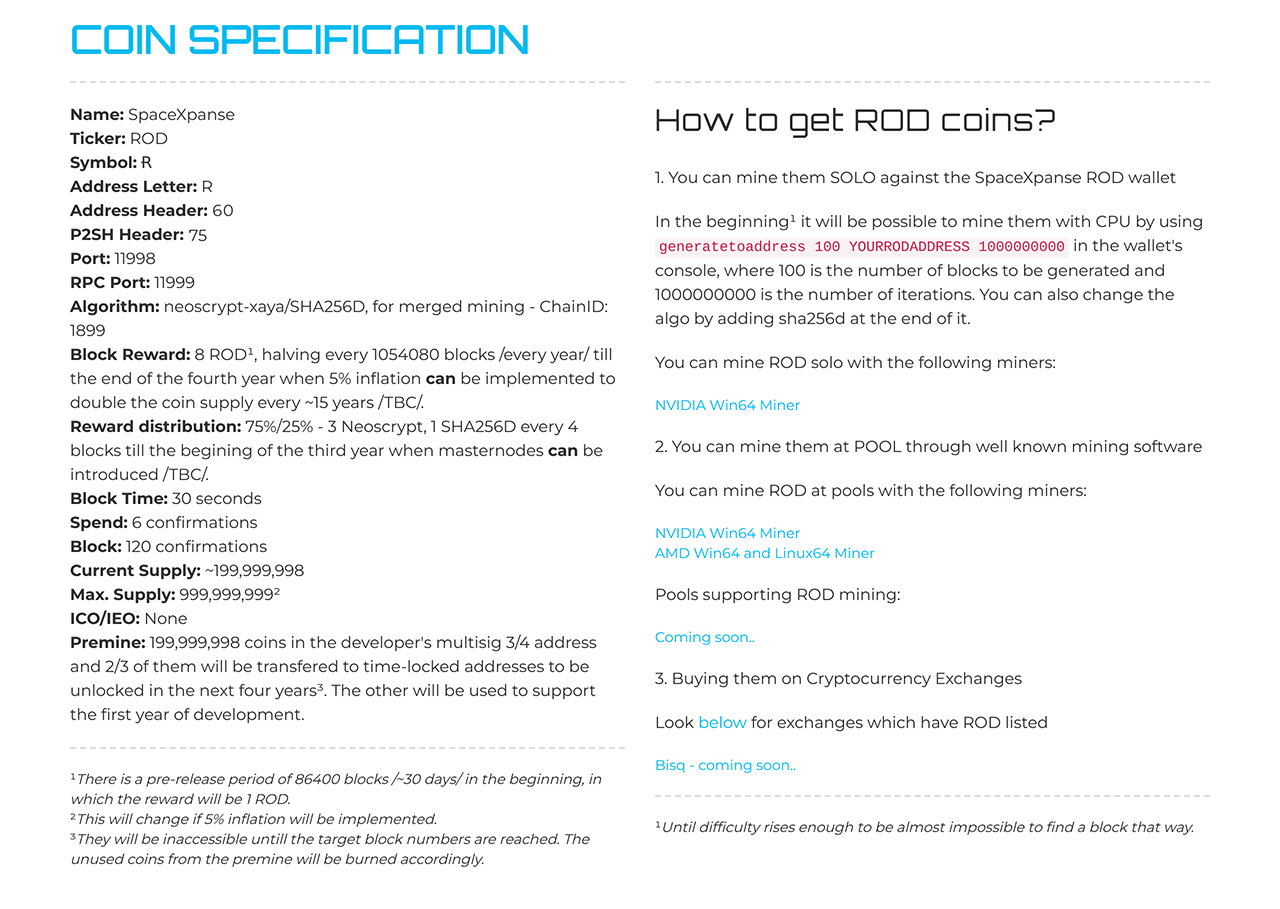 COIN SPECIFICATION
Name: SpaceXpanse
Ticker: ROD
Symbol: Ɍ
Address Letter: R
Address Header: 60
P2SH Header: 75
Port: 11998
RPC Port: 11999
Algorithm: neoscrypt-xaya/SHA256D, for merged mining - ChainID:
1899
Block Reward: 8 ROD¹, halving every 1054080 blocks /every year/ till
the end of the fourth year when 5% inflation can be implemented to
double the coin supply every ~15 years /TBC/.
Reward distribution: 75%/25% - 3 Neoscrypt, 1 SHA256D every 4
blocks till the begining of the third year when masternodes can be
introduced /TBC/.
Block Time: 30 seconds
Spend: 6 confirmations
Block: 120 confirmations
Current Supply: ~199,999,998
Max. Supply: 999,999,999²
ICO/IEO: None
Premine: 199,999,998 coins in the developer's multisig 3/4 address
and 2/3 of them will be transfered to time-locked addresses to be
unlocked in the next four years³. The other will be used to support
the first year of development.
¹There is a pre-release period of 86400 blocks /~30 days/ in the beginning, in
which the reward will be 1 ROD.
²This will change if 5% inflation will be implemented.
³They will be inaccessible untill the target block numbers are reached. The
unused coins from the premine will be burned accordingly.
How to get ROD coins?
1. You can mine them SOLO against the SpaceXpanse ROD wallet
In the beginning¹ it will be possible to mine them with CPU by using
generatetoaddress 100 YOURRODADDRESS 1000000000 in the wallet's
console, where 100 is the number of blocks to be generated and
1000000000 is the number of iterations. You can also change the
algo by adding sha256d at the end of it.
You can mine ROD solo with the following miners:
NVIDIA Win64 Miner
2. You can mine them at POOL through well known mining software
You can mine ROD at pools with the following miners:
NVIDIA Win64 Miner
AMD Win64 and Linux64 Miner
Pools supporting ROD mining:
Coming soon..
3. Buying them on Cryptocurrency Exchanges
Look below for exchanges which have ROD listed
Bisq - coming soon..
¹Until difficulty rises enough to be almost impossible to find a block that way.